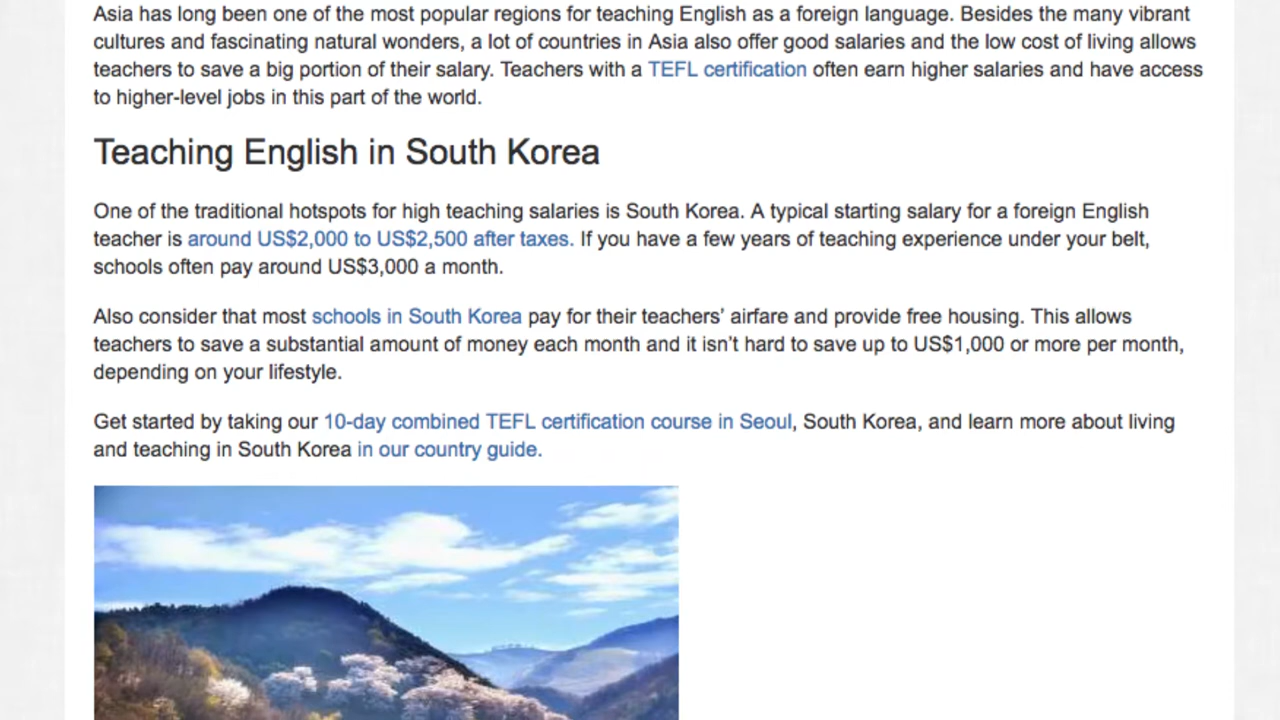 Asia has long been one of the most popular regions for teaching English as a foreign language. Besides the many vibrant
cultures and fascinating natural wonders, a lot of countries in Asia also offer good salaries and the low cost of living allows
teachers to save a big portion of their salary. Teachers with a TEFL certification often earn higher salaries and have access
to higher-level jobs in this part of the world.
Teaching English in South Korea
One of the traditional hotspots for high teaching salaries is South Korea. A typical starting salary for a foreign English
teacher is around US$2,000 to US$2,500 after taxes. If you have a few years of teaching experience under your belt,
schools often pay around US$3,000 a month.
Also consider that most schools in South Korea pay for their teachers’ airfare and provide free housing. This allows
teachers to save a substantial amount of money each month and it isn’t hard to save up to US$1,000 or more per month,
depending on your lifestyle.
Get started by taking our 10-day combined TEFL certification course in Seoul, South Korea, and learn more about living
and teaching in South Korea in our country guide.